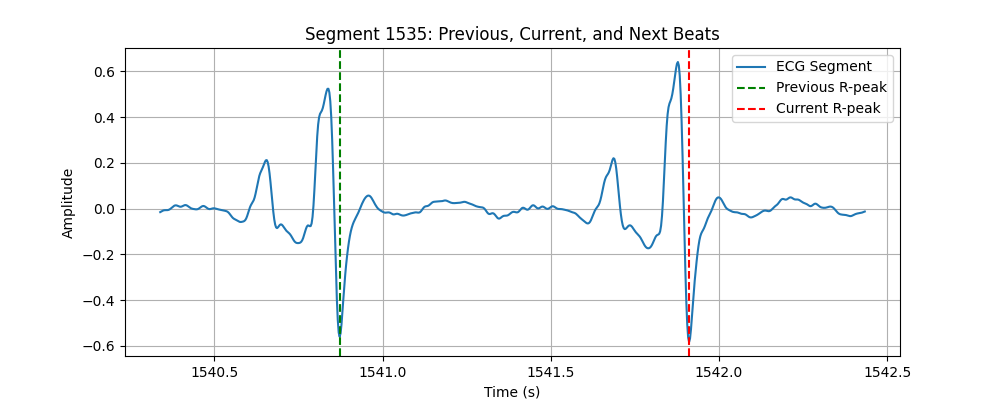 Segment 1535: Previous, Current, and Next Beats
ECG Segment
Previous R-peak
Current R-peak
0.6
0.4
0.2
0.0
−0.2
−0.4
−0.6
Amplitude
1540.5 1541.0 1541.5 1542.0 1542.5
Time (s)